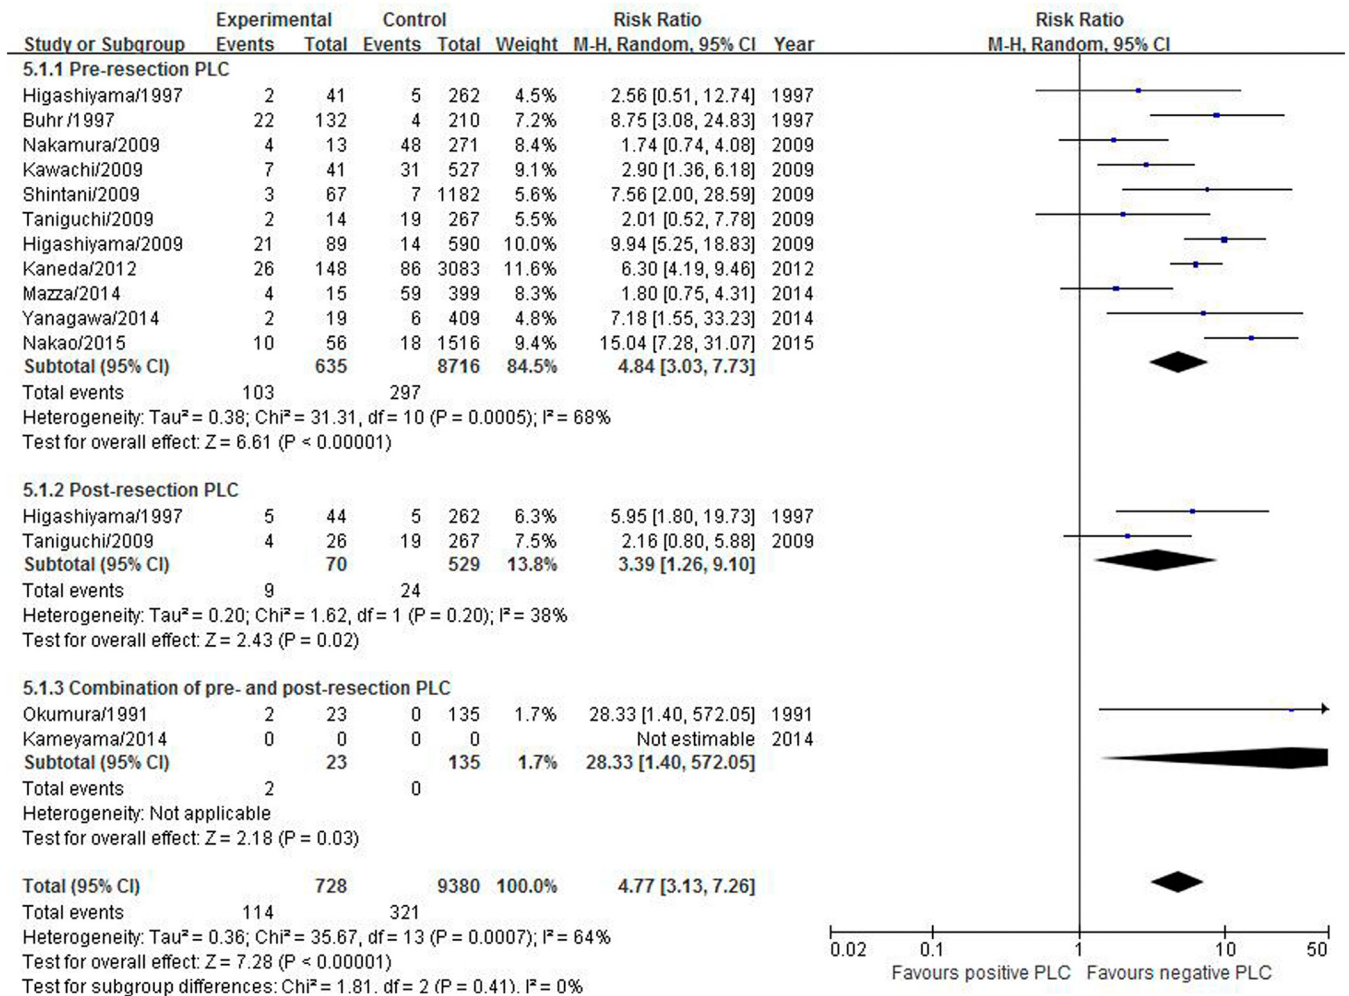 Experimental Control Risk Ratio Risk Ratio
Study or Subgroup Events Total Events Total Weight M-H, Random, 95% CI Year M-H, Random, 95% CI
5.1.1 Pre-resection PLC
Higashiyama/1997 2 41 5 262 4.5% 2.56 [0.51, 12.74] 1997
Buhr/1997 22 132 4 210 7.2% 8.75 [3.08, 24.83] 1997
Nakamura/2009 4 13 48 271 8.4% 1.74 [0.74, 4.08] 2009
Kawachi/2009 7 41 31 527 9.1% 2.90 [1.36, 6.18] 2009
Shintani/2009 3 67 7 1182 5.6% 7.56 [2.00, 28.59] 2009
Taniguchi/2009 2 14 19 267 5.5% 2.01 [0.52, 7.78] 2009
Higashiyama/2009 21 89 14 590 10.0% 9.94 [5.25, 18.83] 2009
Kaneda/2012 26 148 86 3083 11.6% 6.30 [4.19, 9.46] 2012
Mazza/2014 4 15 59 399 8.3% 1.80 [0.75, 4.31] 2014
Yanagawa/2014 2 19 6 409 4.8% 7.18 [1.55, 33.23] 2014
Nakao/2015 10 56 18 1516 9.4% 15.04 [7.28, 31.07] 2015
Subtotal (95% CI) 635 8716 84.5% 4.84 [3.03, 7.73]
Total events 103 297
Heterogeneity: Tau² = 0.38; Chi² = 31.31, df = 10 (P = 0.0005); I² = 68%
Test for overall effect: Z = 6.61 (P < 0.00001)
5.1.2 Post-resection PLC
Higashiyama/1997 5 44 5 262 6.3% 5.95 [1.80, 19.73] 1997
Taniguchi/2009 4 26 19 267 7.5% 2.16 [0.80, 5.88] 2009
Subtotal (95% CI) 70 529 13.8% 3.39 [1.26, 9.10]
Total events 9 24
Heterogeneity: Tau² = 0.20; Chi² = 1.62, df = 1 (P = 0.20); I² = 38%
Test for overall effect: Z = 2.43 (P = 0.02)
5.1.3 Combination of pre- and post-resection PLC
Okumura/1991 2 23 0 135 1.7% 28.33 [1.40, 572.05] 1991
Kameyama/2014 0 0 0 0 Not estimable 2014
Subtotal (95% CI) 23 135 1.7% 28.33 [1.40, 572.05]
Total events 2 0
Heterogeneity: Not applicable
Test for overall effect: Z = 2.18 (P = 0.03)
Total (95% CI) 728 9380 100.0% 4.77 [3.13, 7.26]
Total events 114 321
Heterogeneity: Tau² = 0.36; Chi² = 35.67, df = 13 (P = 0.0007); I² = 64%
Test for overall effect: Z = 7.28 (P < 0.00001)
Test for subgroup differences: Chi² = 1.81, df = 2 (P = 0.41), I² = 0%
0.02 0.1 1 10 50
Favours positive PLC Favours negative PLC